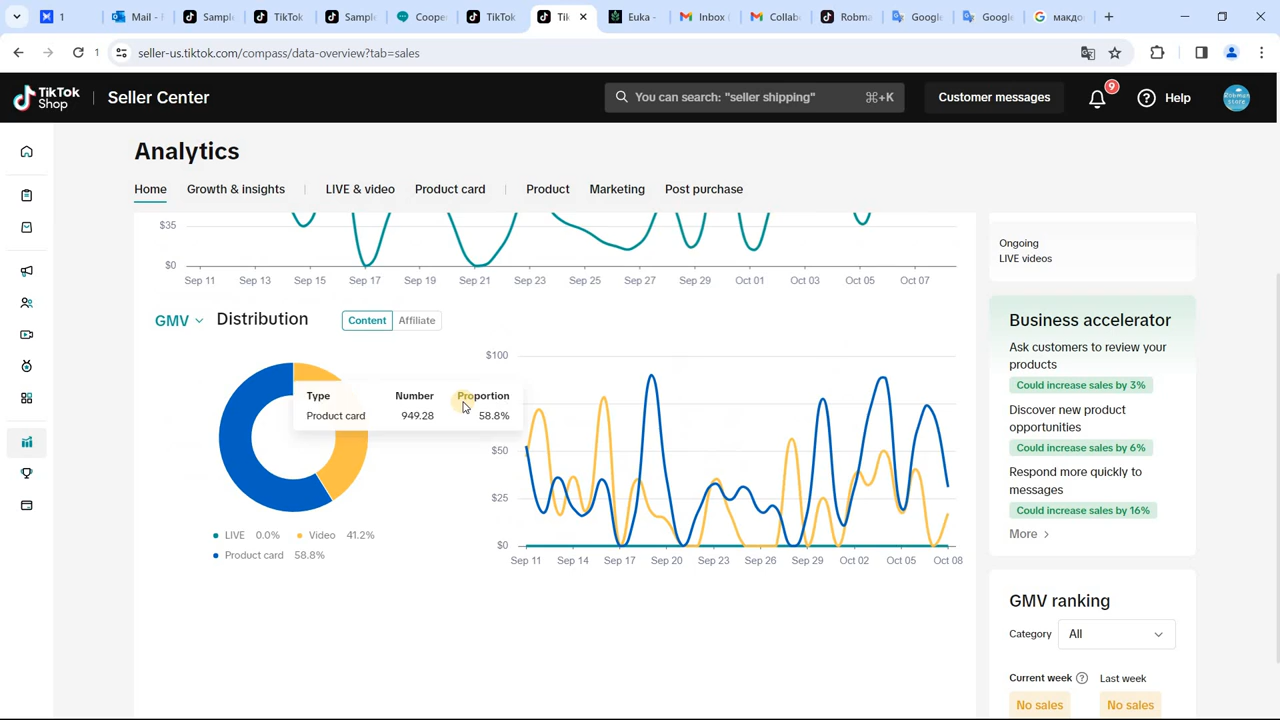 1
Mail - F
Sample
TikTok
Sample
Coope
TikTok
Tik
Euka -
Inbox (
Collab
Robma
Google
Google
макдо
1
seller-us.tiktok.com/compass/data-overview?tab=sales
TikTok Shop
Seller Center
You can search: "seller shipping"
⌘+K
Customer messages
9
Help
Analytics
Home
Growth & insights
LIVE & video
Product card
Product
Marketing
Post purchase
$35
$0
Sep 11 Sep 13 Sep 15 Sep 17 Sep 19 Sep 21 Sep 23 Sep 25 Sep 27 Sep 29 Oct 01 Oct 03 Oct 05 Oct 07
Ongoing
LIVE videos
GMV Distribution
Content Affiliate
Type Number Proportion
Product card 949.28 58.8%
LIVE 0.0% Video 41.2%
Product card 58.8%
$100
$50
$25
$0
Sep 11 Sep 14 Sep 17 Sep 20 Sep 23 Sep 26 Sep 29 Oct 02 Oct 05 Oct 08
Business accelerator
Ask customers to review your
products
Could increase sales by 3%
Discover new product
opportunities
Could increase sales by 6%
Respond more quickly to
messages
Could increase sales by 16%
More
GMV ranking
Category All
Current week Last week
No sales No sales